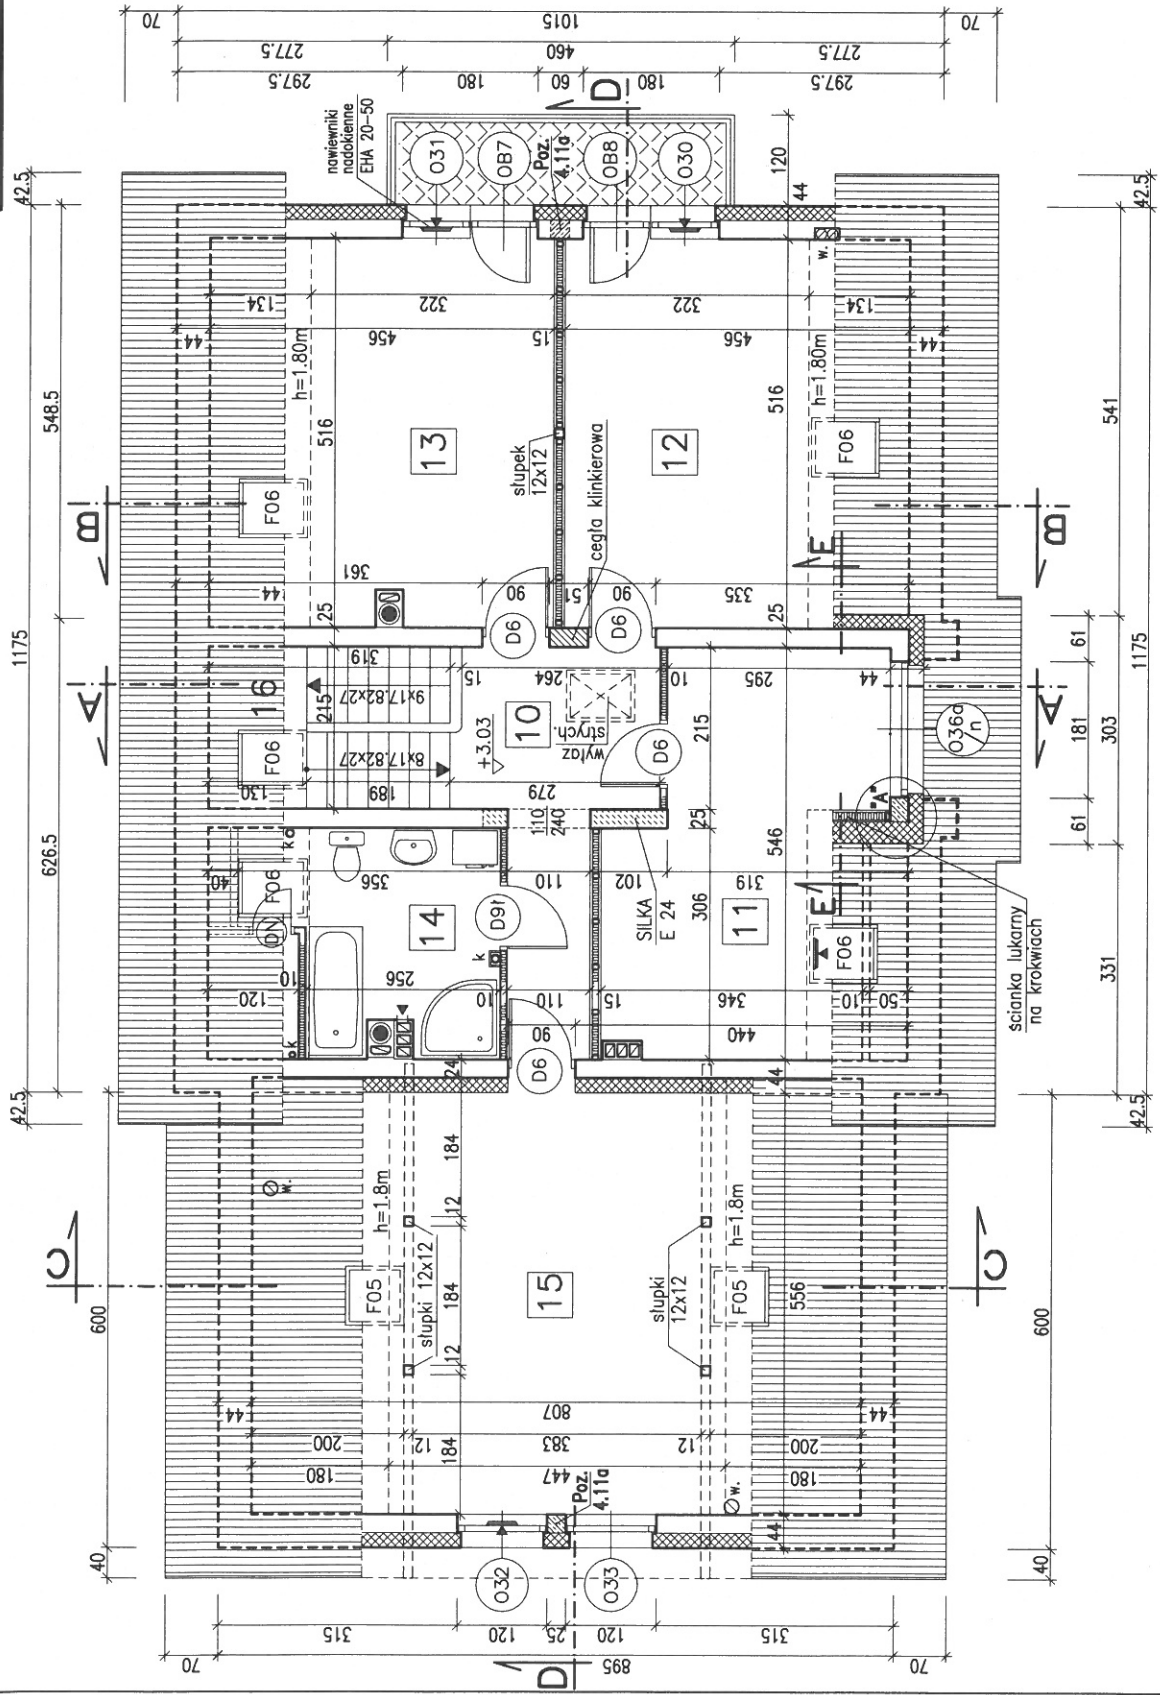 70
1015
70
277.5
460
277.5
297.5
180
60
180
297.5
nawiewniki
nadokienne
EHA 20-50
D
O31
OB7
Poz.
4.11a
OB8
O30
120
44
42.5
42.5
1175
548.5
626.5
134
322
322
134
44
456
15
456
44
h=1.80m
h=1.80m
w.
516
516
541
13
12
słupek
12x12
cegła klinkierowa
F06
F06
B
B
E
44
361
90
51
90
335
25
25
D6
D6
61
319
15
264
10
295
44
16
A
A
215
9x17.82x27
8x17.82x27
10
+3.03
wyłaz
strych.
D6
215
O36a
n
181
303
1175
F06
130
189
279
110
240
25
"A"
61
k
40
F06
356
110
102
319
DN
14
D9ł
SILKA
E 24
306
11
546
E
F06
k
10
120
256
10
110
15
346
10
50
440
90
k
ścianka lukarny
na krokwiach
331
24
D6
44
42.5
42.5
184
w.
h=1.8m
h=1.8m
12
C
C
F05
słupki 12x12
184
15
słupki
12x12
F05
556
600
600
12
44
807
44
200
12
184
383
12
200
180
447
180
Poz.
4.11a
w.
44
40
40
O32
O33
315
120
25
120
315
70
895
70
D